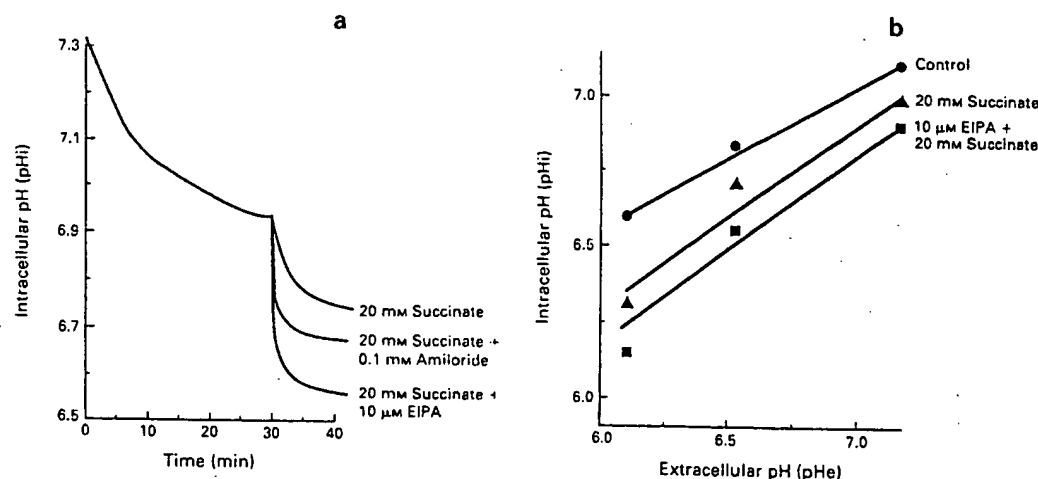 a
Intracellular pH (pHi)
7.3
7.1
6.9
6.7
6.5
0
10
20
30
40
Time (min)
20 mM Succinate
20 mM Succinate +
0.1 mM Amiloride
20 mM Succinate +
10 μM EIPA
b
Intracellular pH (pHi)
7.0
6.5
6.0
6.0
6.5
7.0
Extracellular pH (pHe)
Control
20 mM Succinate
10 μM EIPA +
20 mM Succinate